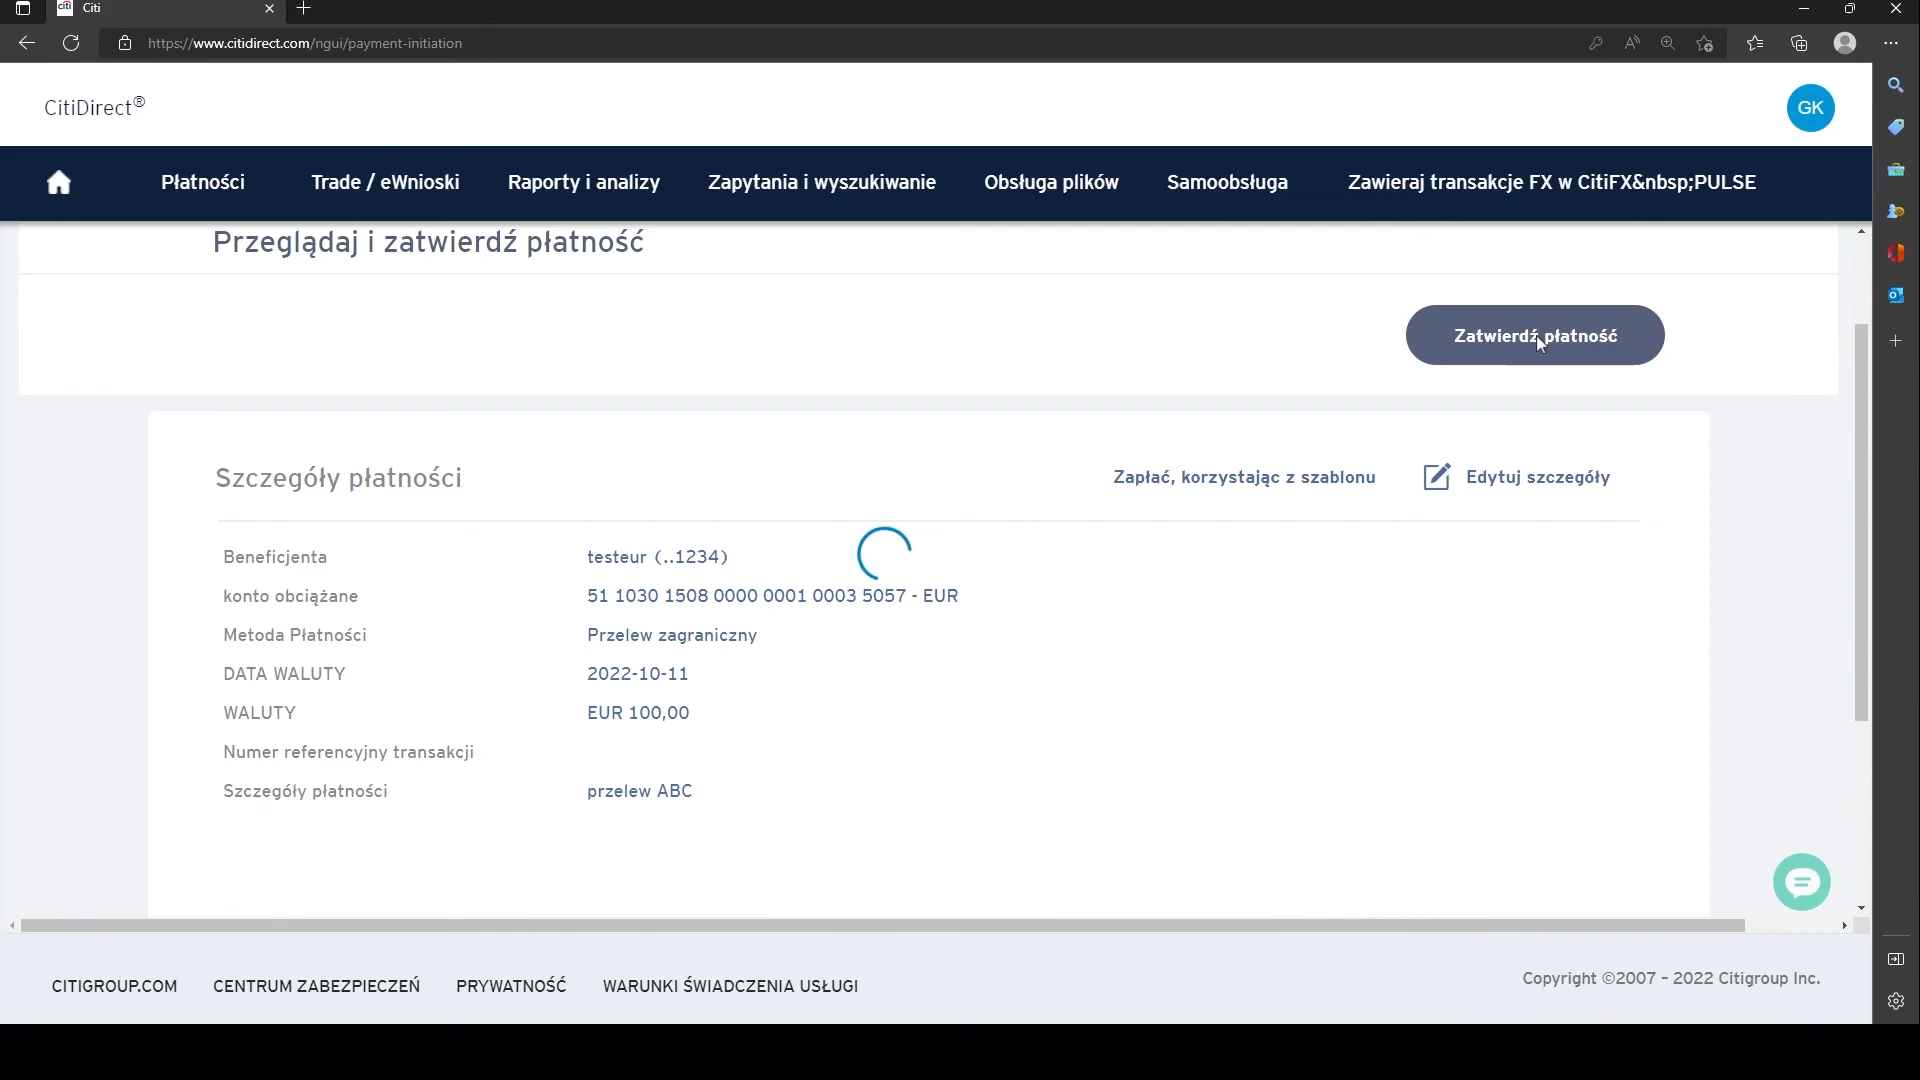 citi Citi
https://www.citidirect.com/ngui/payment-initiation
CitiDirect®
GK
Płatności Trade / eWnioski Raporty i analizy Zapytania i wyszukiwanie Obsługa plików Samoobsługa Zawieraj transakcje FX w CitiFX&nbsp;PULSE
Przeglądaj i zatwierdź płatność
Zatwierdź płatność
Szczegóły płatności Zapłać, korzystając z szablonu Edytuj szczegóły
Beneficjenta testeur (..1234)
konto obciążane 51 1030 1508 0000 0001 0003 5057 - EUR
Metoda Płatności Przelew zagraniczny
DATA WALUTY 2022-10-11
WALUTY EUR 100,00
Numer referencyjny transakcji
Szczegóły płatności przelew ABC
CITIGROUP.COM CENTRUM ZABEZPIECZEŃ PRYWATNOŚĆ WARUNKI ŚWIADCZENIA USŁUGI Copyright ©2007 - 2022 Citigroup Inc.